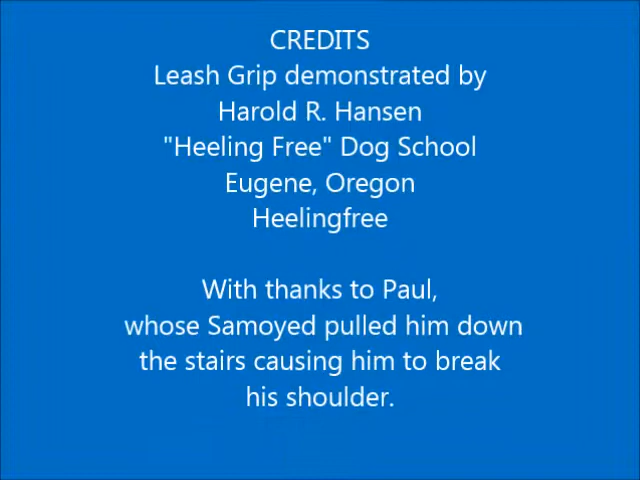 CREDITS
Leash Grip demonstrated by
Harold R. Hansen
"Heeling Free" Dog School
Eugene, Oregon
Heelingfree
With thanks to Paul,
whose Samoyed pulled him down
the stairs causing him to break
his shoulder.